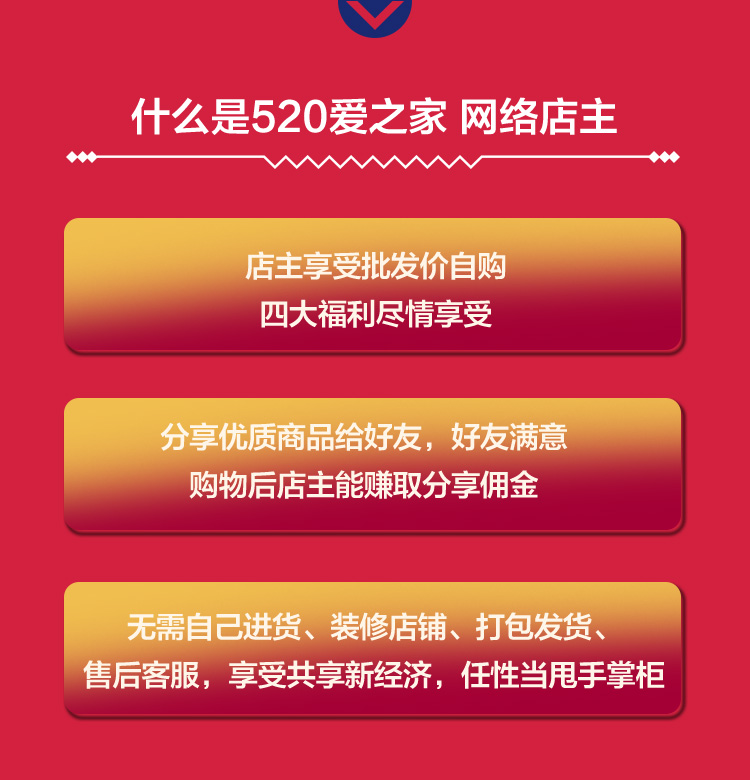 什么是520爱之家 网络店主
店主享受批发价自购
四大福利尽情享受
分享优质商品给好友，好友满意
购物后店主能赚取分享佣金
无需自己进货、装修店铺、打包发货、
售后客服，享受共享新经济，任性当甩手掌柜